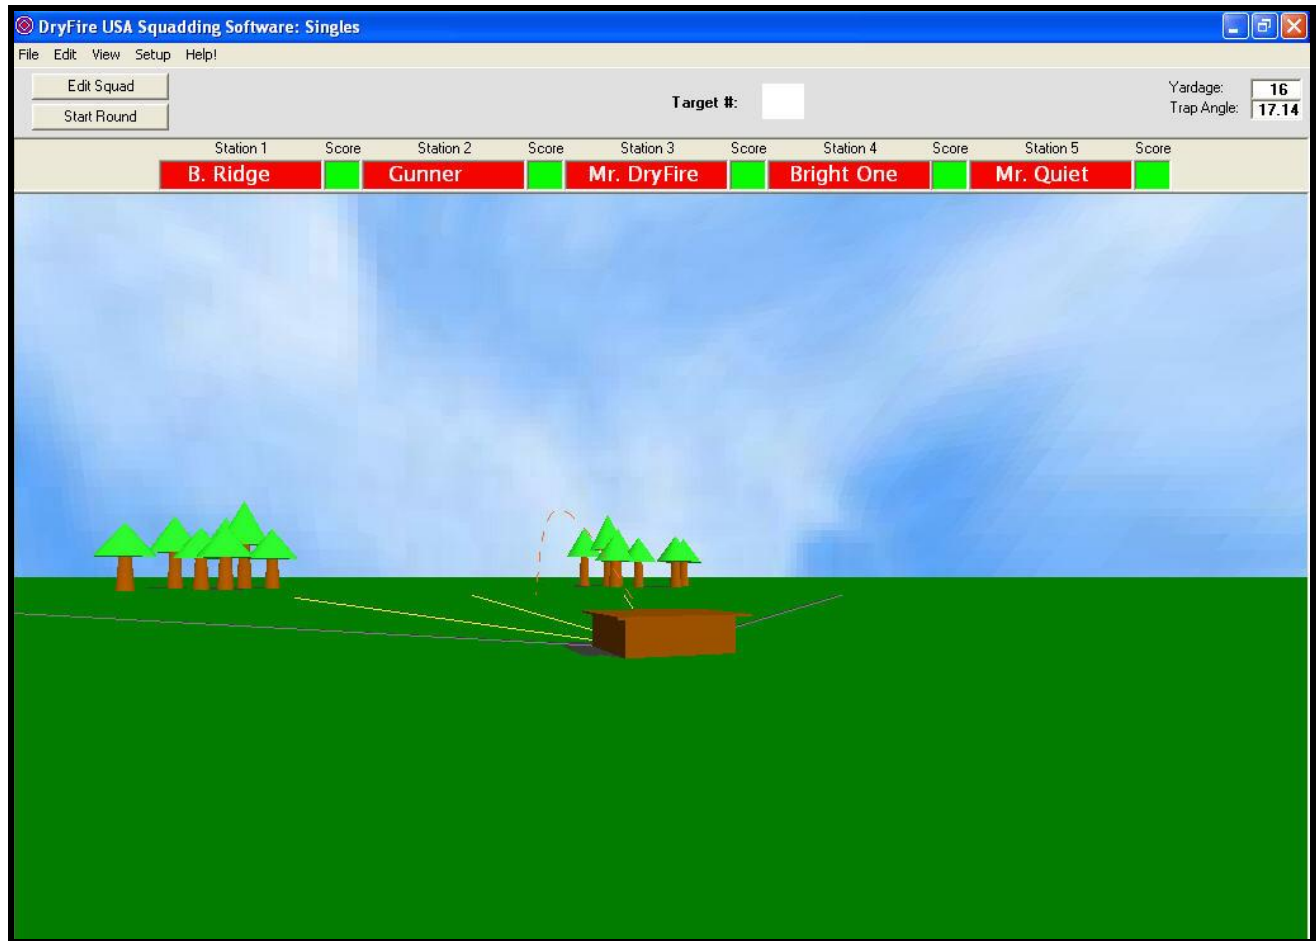 DryFire USA Squadding Software: Singles
File Edit View Setup Help!
Edit Squad
Start Round
Target #:
Yardage: 16
Trap Angle: 17.14
Station 1 Score Station 2 Score Station 3 Score Station 4 Score Station 5 Score
B. Ridge Gunner Mr. DryFire Bright One Mr. Quiet